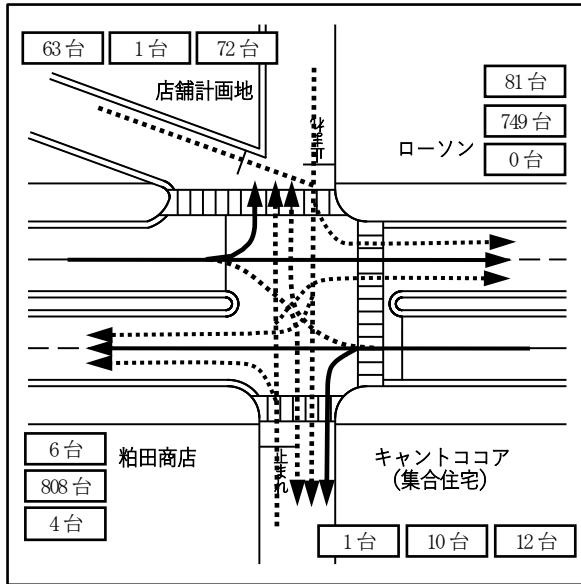 63台 1台 72台
店舗計画地
止まれ
81台
749台
0台
ローソン
6台
808台
4台
粕田商店
止まれ
キャントココア
(集合住宅)
1台 10台 12台